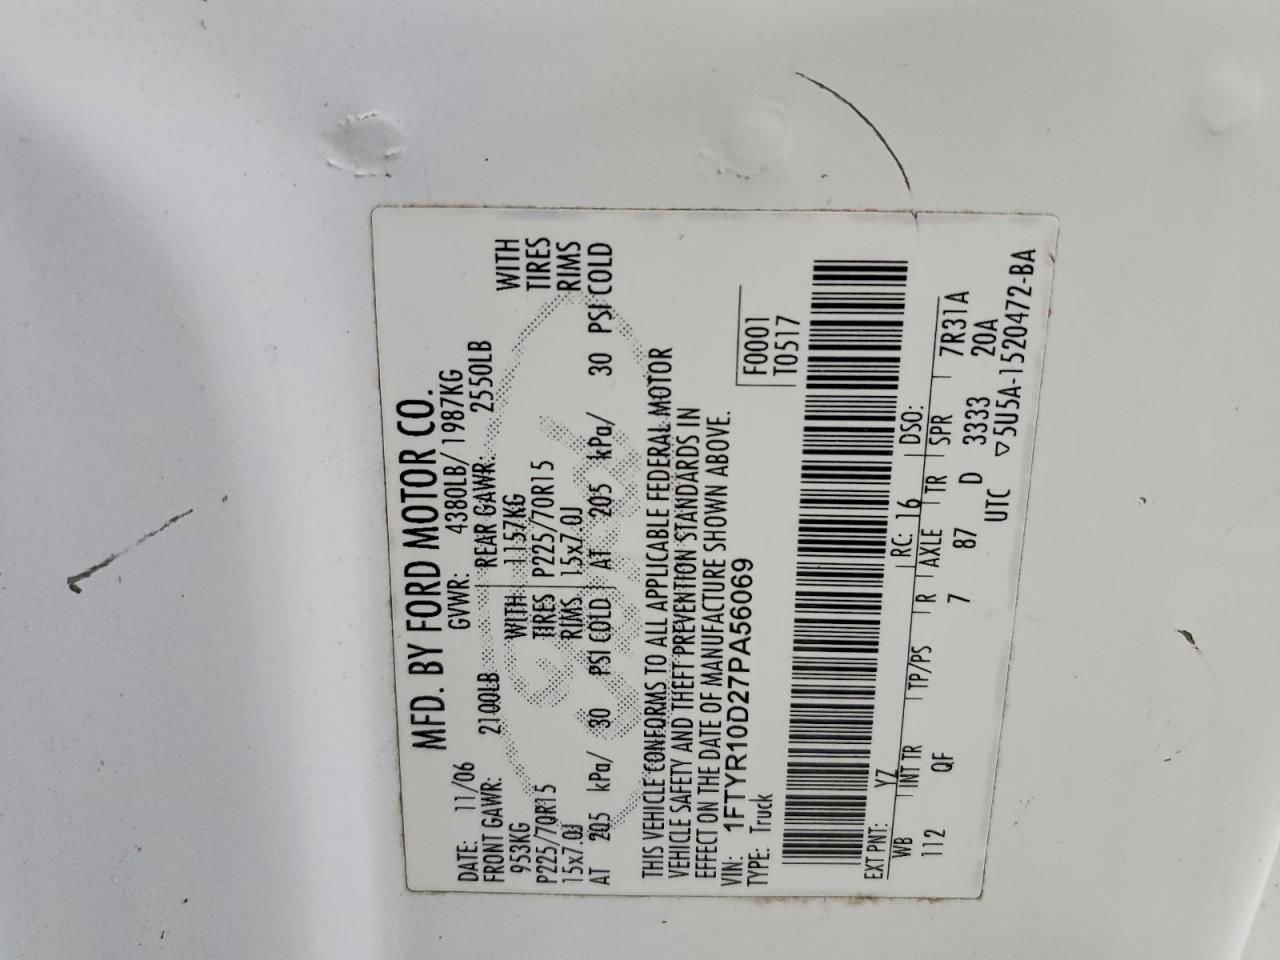 MFD. BY FORD MOTOR CO.
DATE: 11/06 GVWR: 4380LB/ 1987KG
FRONT GAWR: 2100LB REAR GAWR: 2550LB
953KG WITH 1157KG WITH
P225/70R15 TIRES P225/70R15 TIRES
15x7.0J RIMS 15x7.0J RIMS
AT 205 kPa/ 30 PSI COLD AT 205 kPa/ 30 PSI COLD
THIS VEHICLE CONFORMS TO ALL APPLICABLE FEDERAL MOTOR
VEHICLE SAFETY AND THEFT PREVENTION STANDARDS IN
EFFECT ON THE DATE OF MANUFACTURE SHOWN ABOVE.
VIN: 1FTYR10D27PA56069 F0001
TYPE: Truck T0517
EXT PNT: YZ RC: 16 DSO:
WB INT TR TP/PS R AXLE TR SPR 7R31A
112 QF 7 87 D 3333 20A
UTC ▽5U5A-1520472-BA